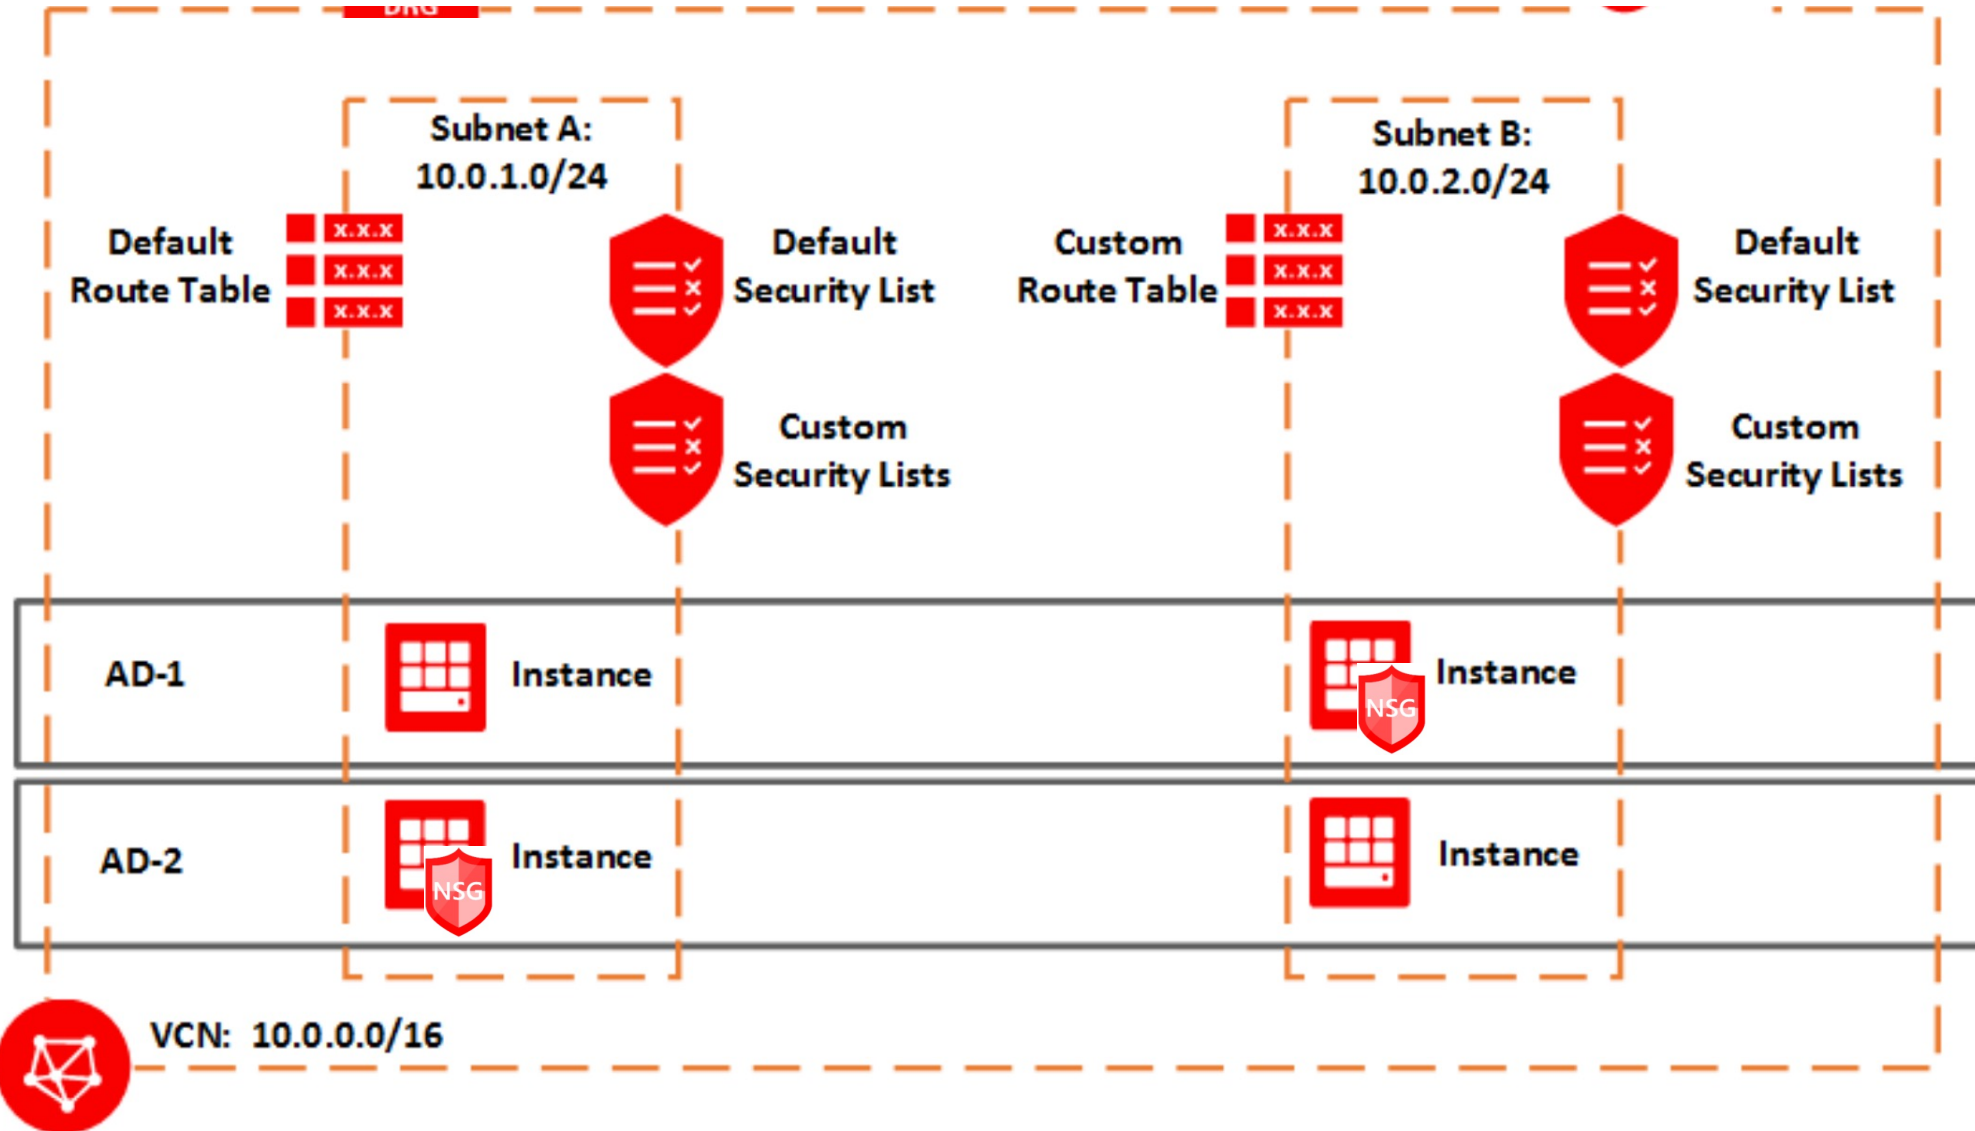 DRG
Subnet A:
10.0.1.0/24
Subnet B:
10.0.2.0/24
Default
Route Table
x.x.x
x.x.x
x.x.x
Default
Security List
Custom
Security Lists
Custom
Route Table
x.x.x
x.x.x
x.x.x
Default
Security List
Custom
Security Lists
AD-1
Instance
Instance
NSG
AD-2
Instance
NSG
Instance
VCN: 10.0.0.0/16